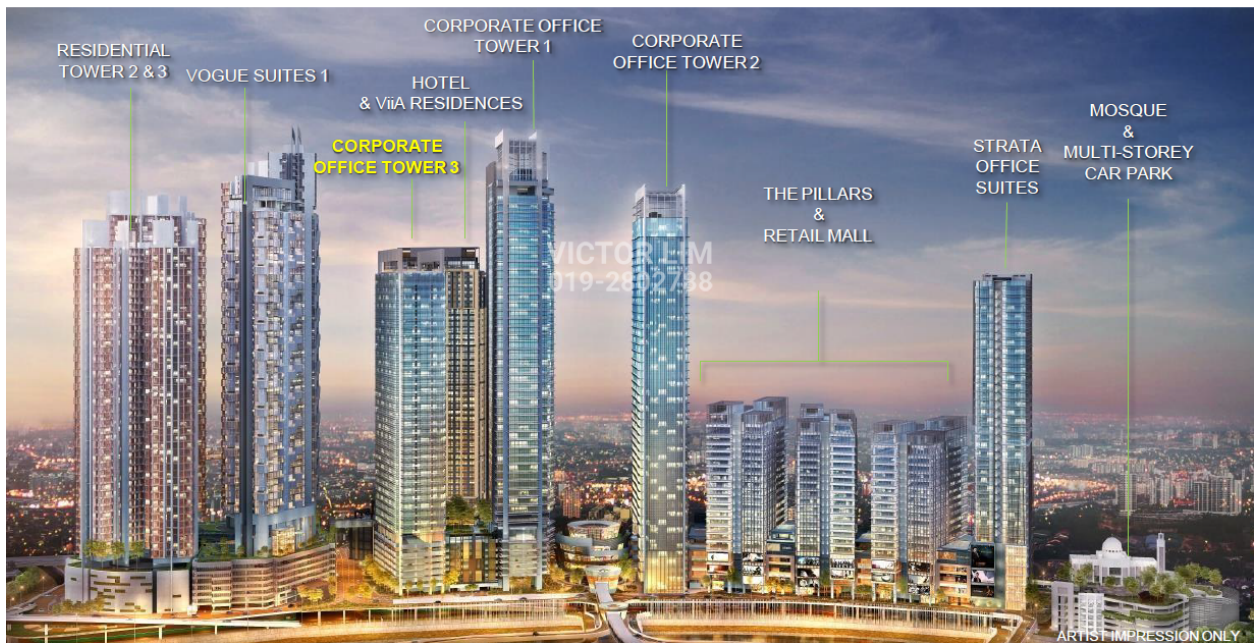 RESIDENTIAL
TOWER 2 & 3
VOGUE SUITES 1
HOTEL
& ViiA RESIDENCES
CORPORATE
OFFICE TOWER 3
CORPORATE OFFICE
TOWER 1
CORPORATE
OFFICE TOWER 2
THE PILLARS
&
RETAIL MALL
STRATA
OFFICE
SUITES
MOSQUE
&
MULTI-STOREY
CAR PARK
VICTOR LIM
019-2802788
ARTIST IMPRESSION ONLY